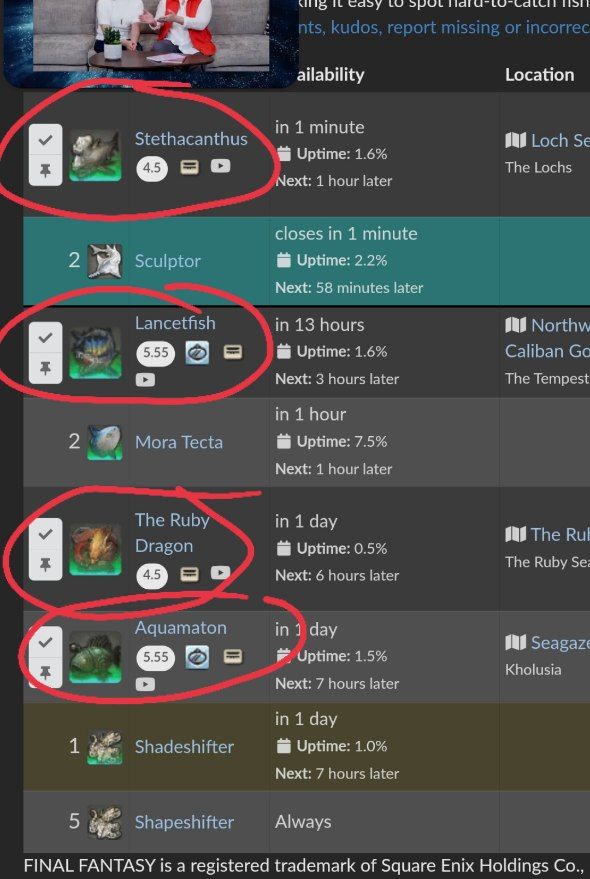 it easy to spot hard-to-catch fish
nts, kudos, report missing or incorrec
ailability Location
Stethacanthus
4.5
in 1 minute
Uptime: 1.6%
Next: 1 hour later
Loch Se
The Lochs
2 Sculptor
closes in 1 minute
Uptime: 2.2%
Next: 58 minutes later
Lancetfish
5.55
in 13 hours
Uptime: 1.6%
Next: 3 hours later
Northw
Caliban Go
The Tempest
2 Mora Tecta
in 1 hour
Uptime: 7.5%
Next: 1 hour later
The Ruby
Dragon
4.5
in 1 day
Uptime: 0.5%
Next: 6 hours later
The Rub
The Ruby Sea
Aquamaton
5.55
in 1 day
Uptime: 1.5%
Next: 7 hours later
Seagaze
Kholusia
1 Shadeshifter
in 1 day
Uptime: 1.0%
Next: 7 hours later
5 Shapeshifter
Always
FINAL FANTASY is a registered trademark of Square Enix Holdings Co.,